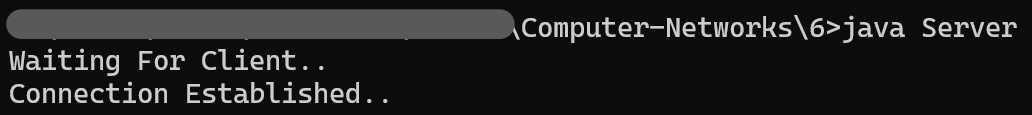 \Computer-Networks\6>java Server
Waiting For Client..
Connection Established..